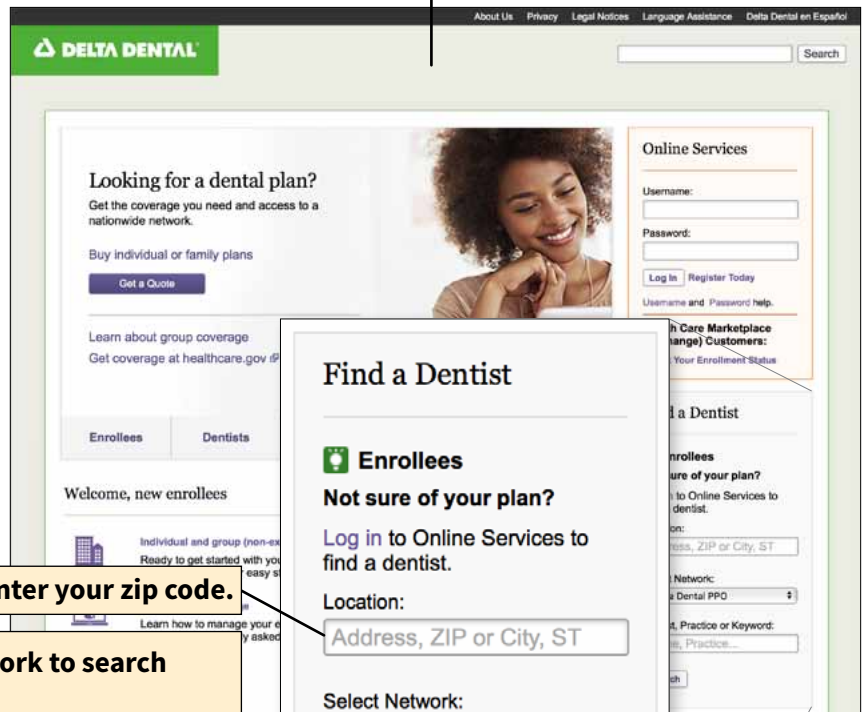 About Us Privacy Legal Notices Language Assistance Delta Dental en Español
DELTA DENTAL
Search
Looking for a dental plan?
Get the coverage you need and access to a
nationwide network.
Buy individual or family plans
Get a Quote
Learn about group coverage
Get coverage at healthcare.gov
Enrollees Dentists
Welcome, new enrollees
Individual and group (non-ex
Ready to get started with you
easy s
Learn how to manage your e
y asked
Online Services
Username:
Password:
Log In Register Today
Username and Password help.
h Care Marketplace
ange) Customers:
Your Enrollment Status
d a Dentist
nrollees
ure of your plan?
to Online Services to
dentist.
on:
ress, ZIP or City, ST
Network:
a Dental PPO
t, Practice or Keyword:
e, Practice...
ch
Find a Dentist
Enrollees
Not sure of your plan?
Log in to Online Services to
find a dentist.
Location:
Address, ZIP or City, ST
Select Network:
nter your zip code.
ork to search